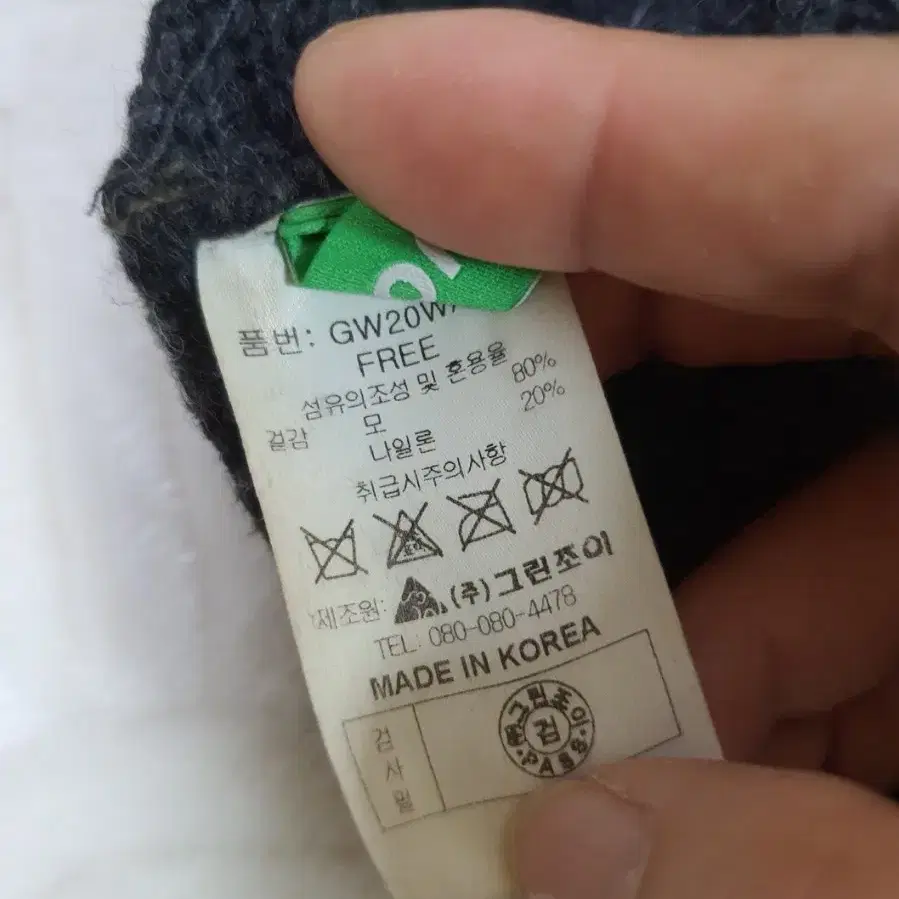 품번: GW20W
FREE
섬유의조성 및 혼용율
겉감 모 80%
나일론 20%
취급시주의사항
제조원: (주)그린조이
TEL: 080-080-4478
MADE IN KOREA
검사필
그린조이
검
PASS